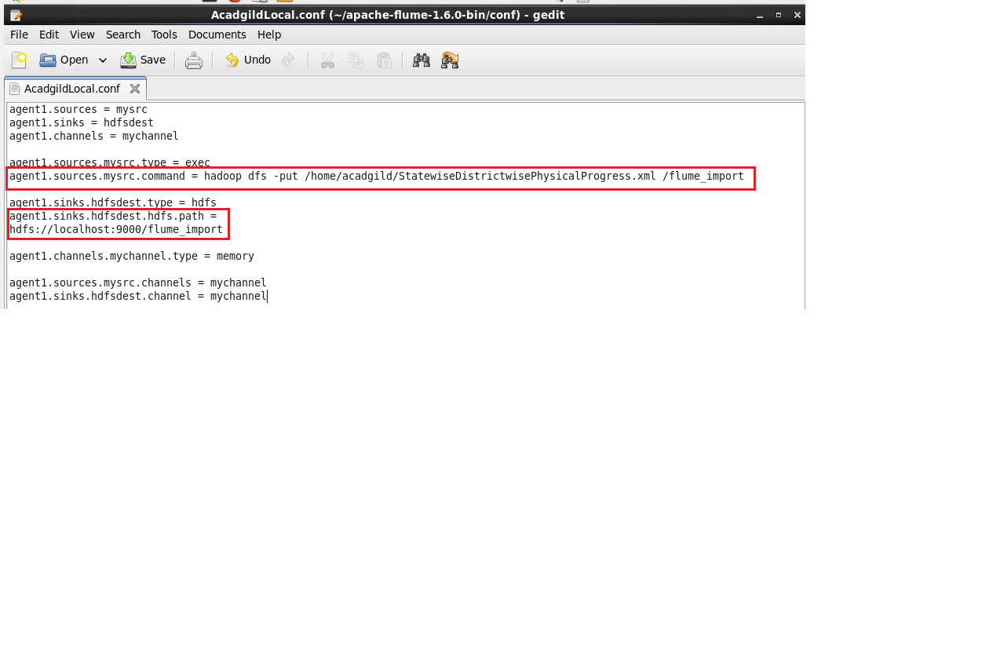 AcadgildLocal.conf (~/apache-flume-1.6.0-bin/conf) - gedit
File Edit View Search Tools Documents Help
Open Save Undo
AcadgildLocal.conf
agent1.sources = mysrc
agent1.sinks = hdfsdest
agent1.channels = mychannel
agent1.sources.mysrc.type = exec
agent1.sources.mysrc.command = hadoop dfs -put /home/acadgild/StatewiseDistrictwisePhysicalProgress.xml /flume_import
agent1.sinks.hdfsdest.type = hdfs
agent1.sinks.hdfsdest.hdfs.path =
hdfs://localhost:9000/flume_import
agent1.channels.mychannel.type = memory
agent1.sources.mysrc.channels = mychannel
agent1.sinks.hdfsdest.channel = mychannel